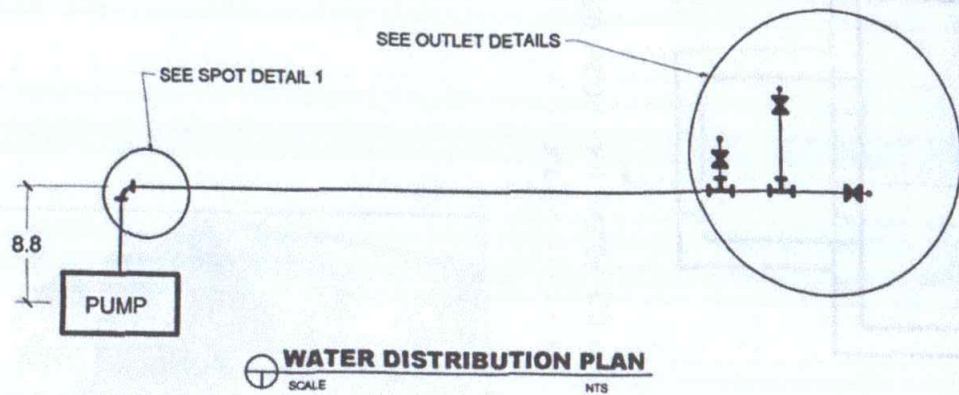 SEE OUTLET DETAILS
SEE SPOT DETAIL 1
8.8
PUMP
WATER DISTRIBUTION PLAN
SCALE NTS